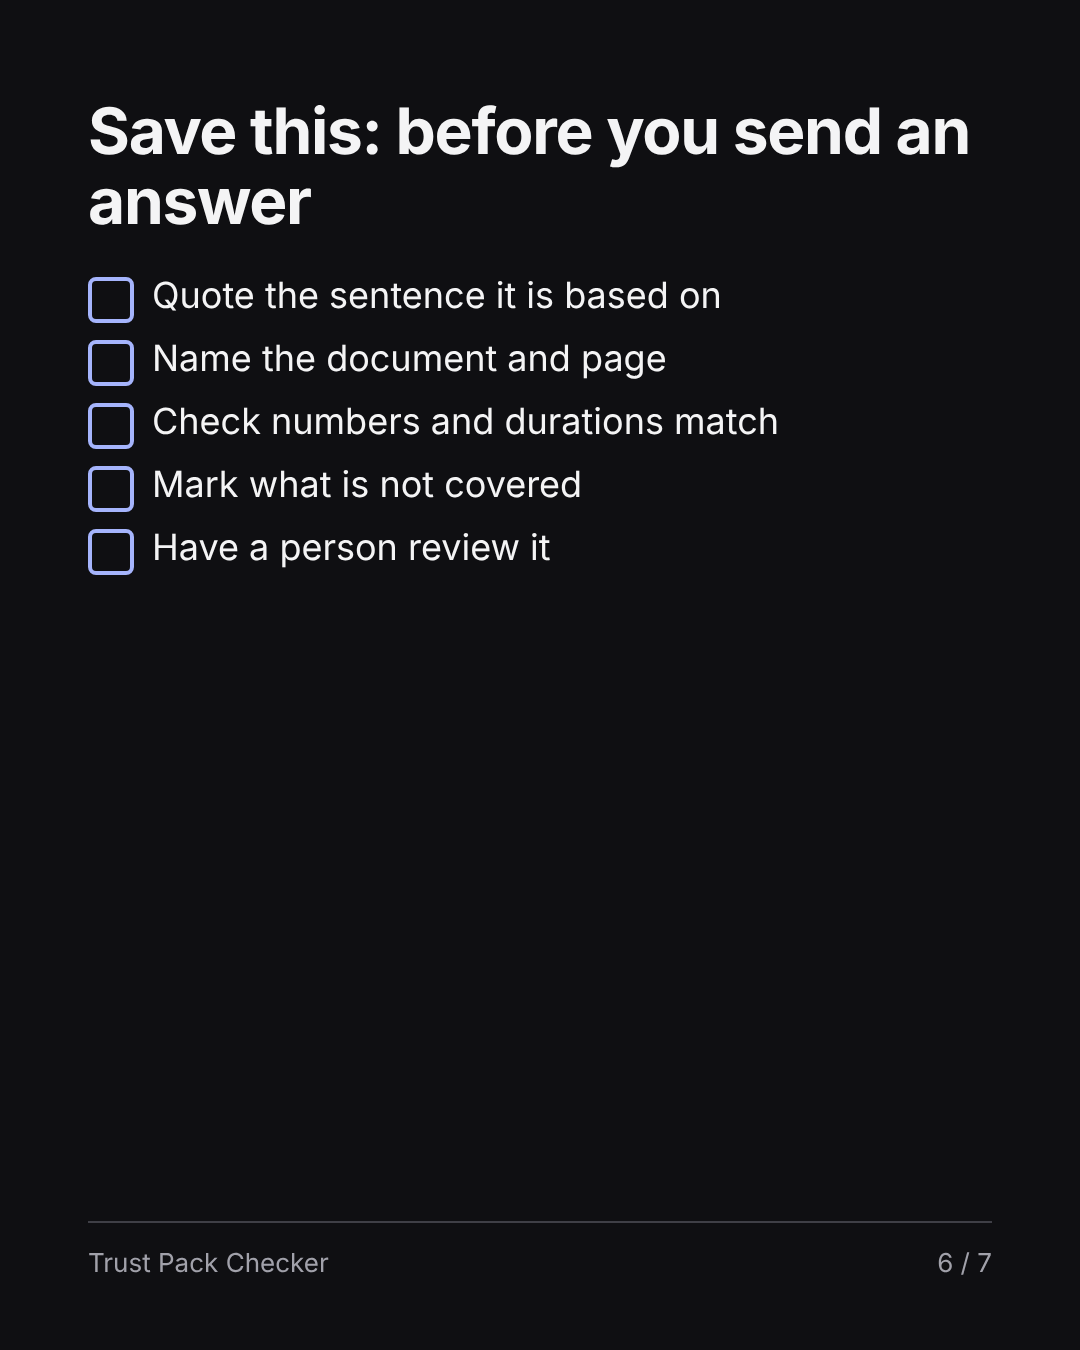 Save this: before you send an
answer
Quote the sentence it is based on
Name the document and page
Check numbers and durations match
Mark what is not covered
Have a person review it
Trust Pack Checker
6 / 7